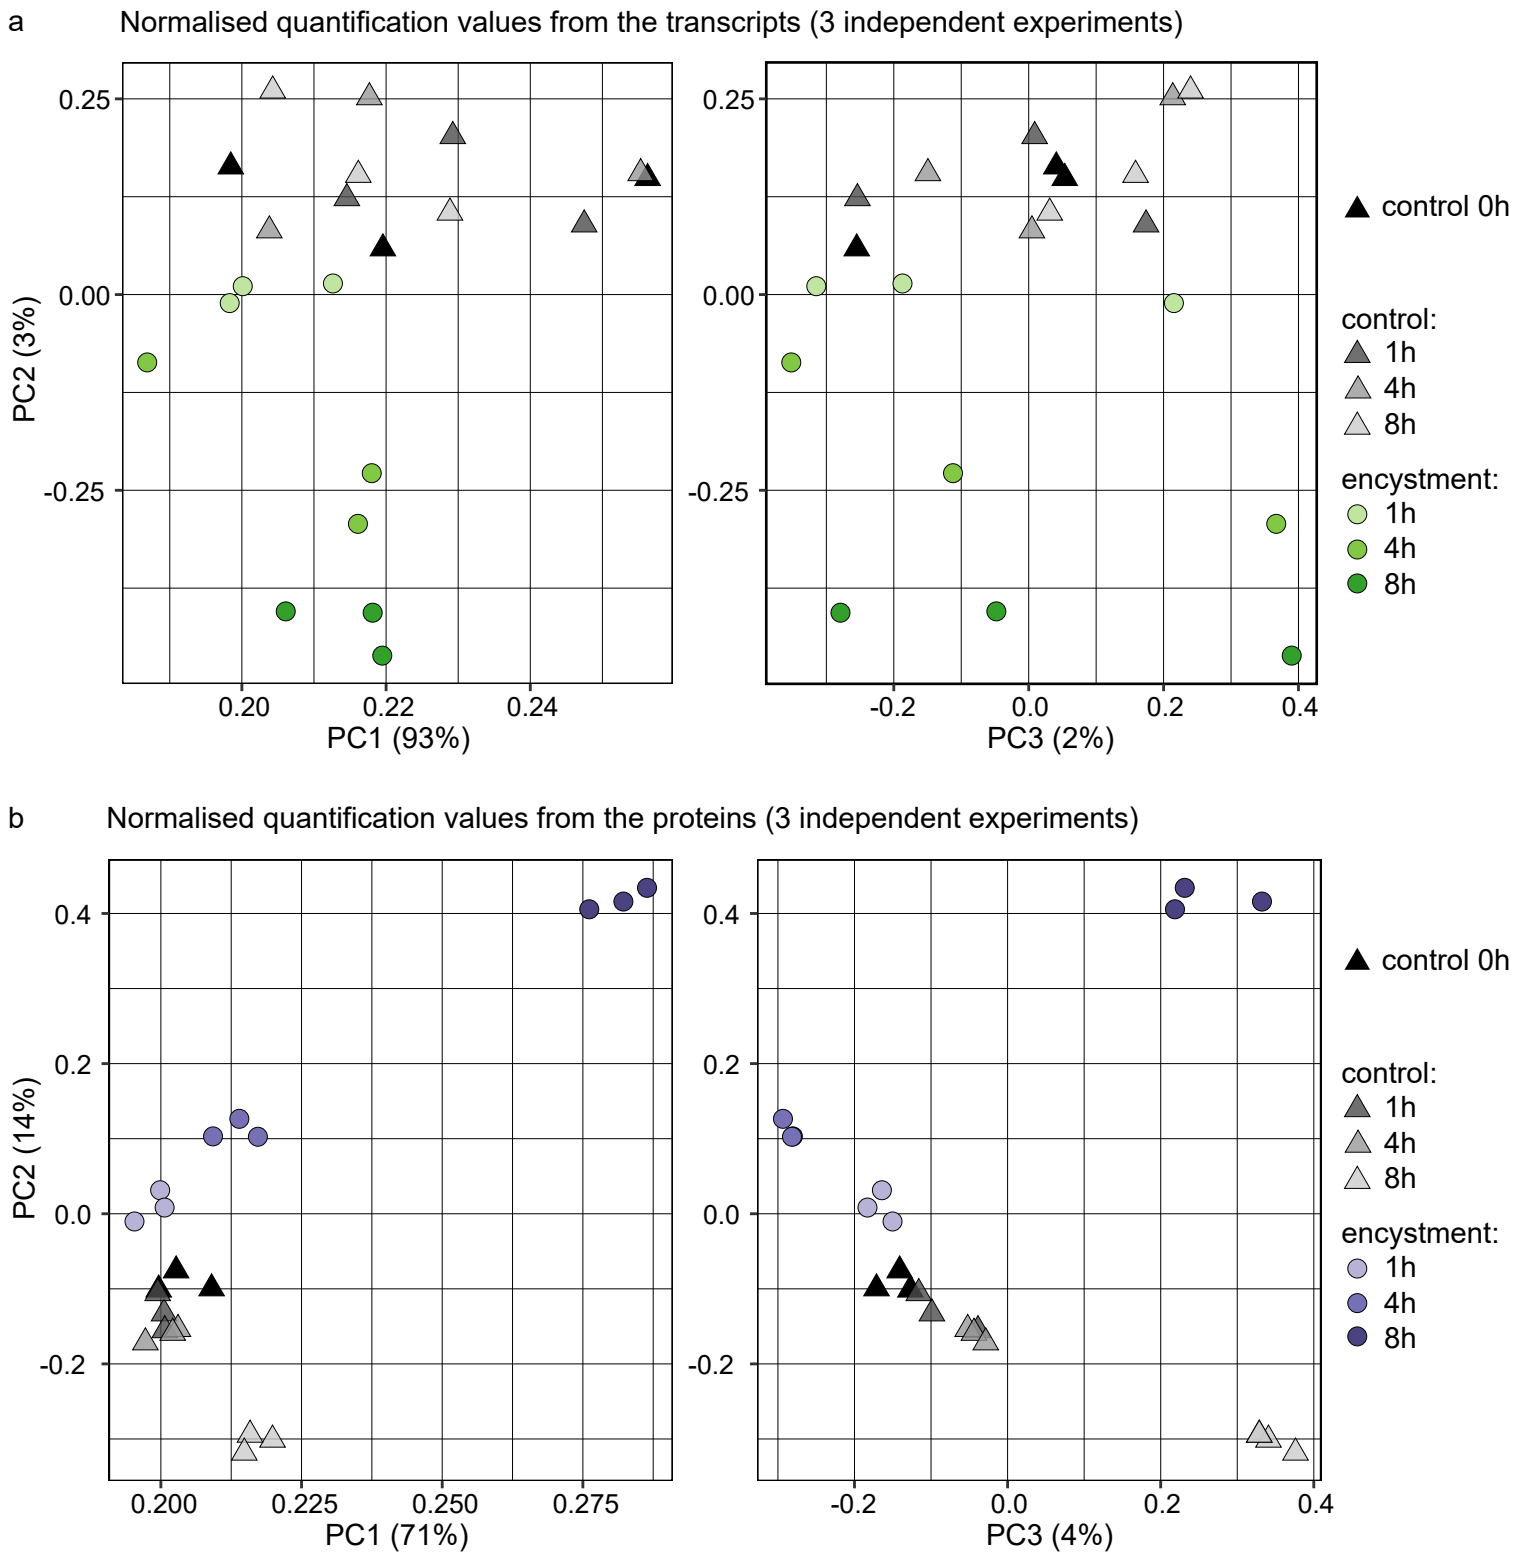 a
Normalised quantification values from the transcripts (3 independent experiments)
0.25
0.00
-0.25
PC2 (3%)
0.20
0.22
0.24
PC1 (93%)
0.25
0.00
-0.25
-0.2
0.0
0.2
0.4
PC3 (2%)
control 0h
control:
1h
4h
8h
encystment:
1h
4h
8h
b
Normalised quantification values from the proteins (3 independent experiments)
0.4
0.2
0.0
-0.2
PC2 (14%)
0.200
0.225
0.250
0.275
PC1 (71%)
0.4
0.2
0.0
-0.2
-0.2
0.0
0.2
0.4
PC3 (4%)
control 0h
control:
1h
4h
8h
encystment:
1h
4h
8h